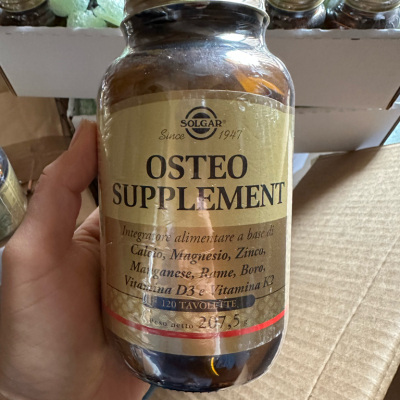 SOLGAR®
Since 1947
OSTEO
SUPPLEMENT
Integratore alimentare a base di
Calcio, Magnesio, Zinco,
Manganese, Rame, Boro,
Vitamina D3 e Vitamina K2
120 TAVOLETTE
Peso netto 207,5 g